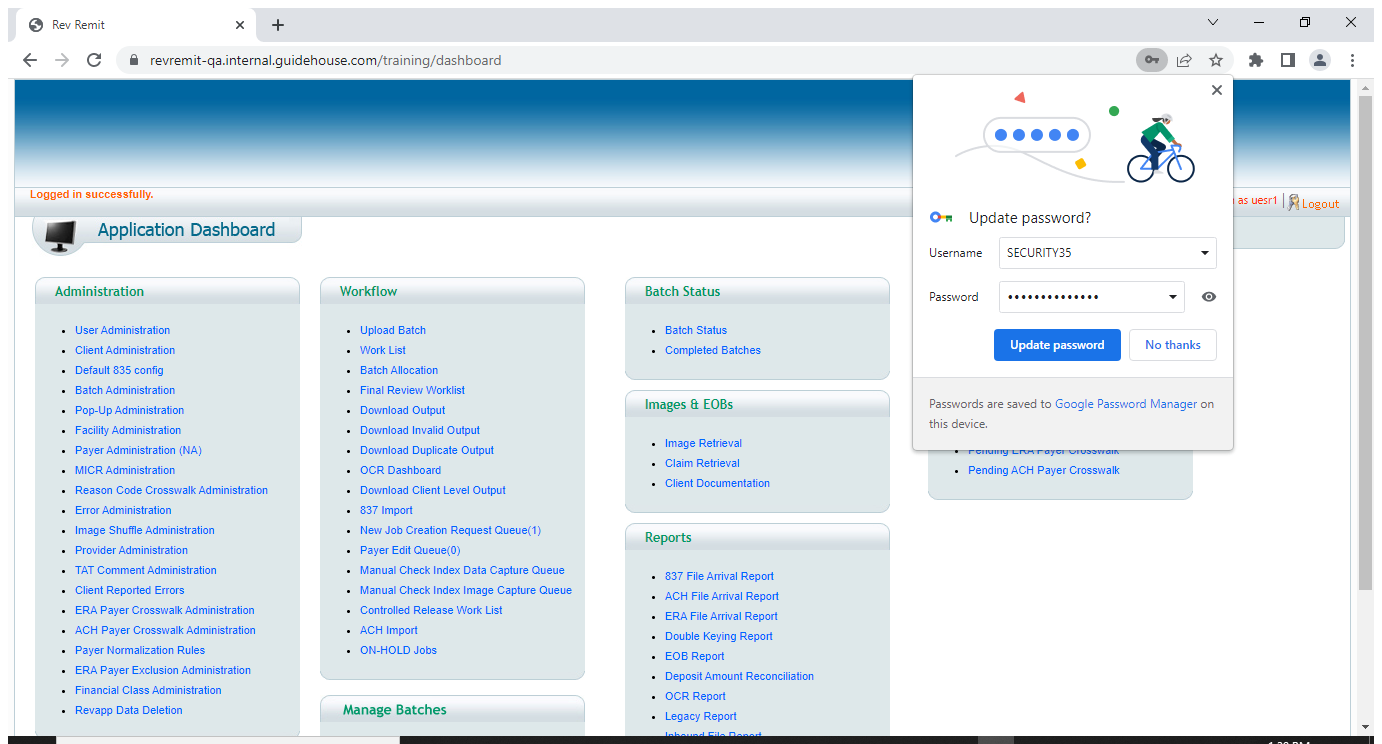 Rev Remit
revremit-qa.internal.guidehouse.com/training/dashboard
Logged in successfully.
as uesr1 | Logout
Application Dashboard
Administration
User Administration
Client Administration
Default 835 config
Batch Administration
Pop-Up Administration
Facility Administration
Payer Administration (NA)
MICR Administration
Reason Code Crosswalk Administration
Error Administration
Image Shuffle Administration
Provider Administration
TAT Comment Administration
Client Reported Errors
ERA Payer Crosswalk Administration
ACH Payer Crosswalk Administration
Payer Normalization Rules
ERA Payer Exclusion Administration
Financial Class Administration
Revapp Data Deletion
Workflow
Upload Batch
Work List
Batch Allocation
Final Review Worklist
Download Output
Download Invalid Output
Download Duplicate Output
OCR Dashboard
Download Client Level Output
837 Import
New Job Creation Request Queue(1)
Payer Edit Queue(0)
Manual Check Index Data Capture Queue
Manual Check Index Image Capture Queue
Controlled Release Work List
ACH Import
ON-HOLD Jobs
Manage Batches
Batch Status
Batch Status
Completed Batches
Images & EOBs
Image Retrieval
Claim Retrieval
Client Documentation
Reports
837 File Arrival Report
ACH File Arrival Report
ERA File Arrival Report
Double Keying Report
EOB Report
Deposit Amount Reconciliation
OCR Report
Legacy Report
Inbound File Report
Update password?
Username SECURITY35
Password ••••••••••••••
Update password No thanks
Passwords are saved to Google Password Manager on
this device.
Pending ERA Payer Crosswalk
Pending ACH Payer Crosswalk